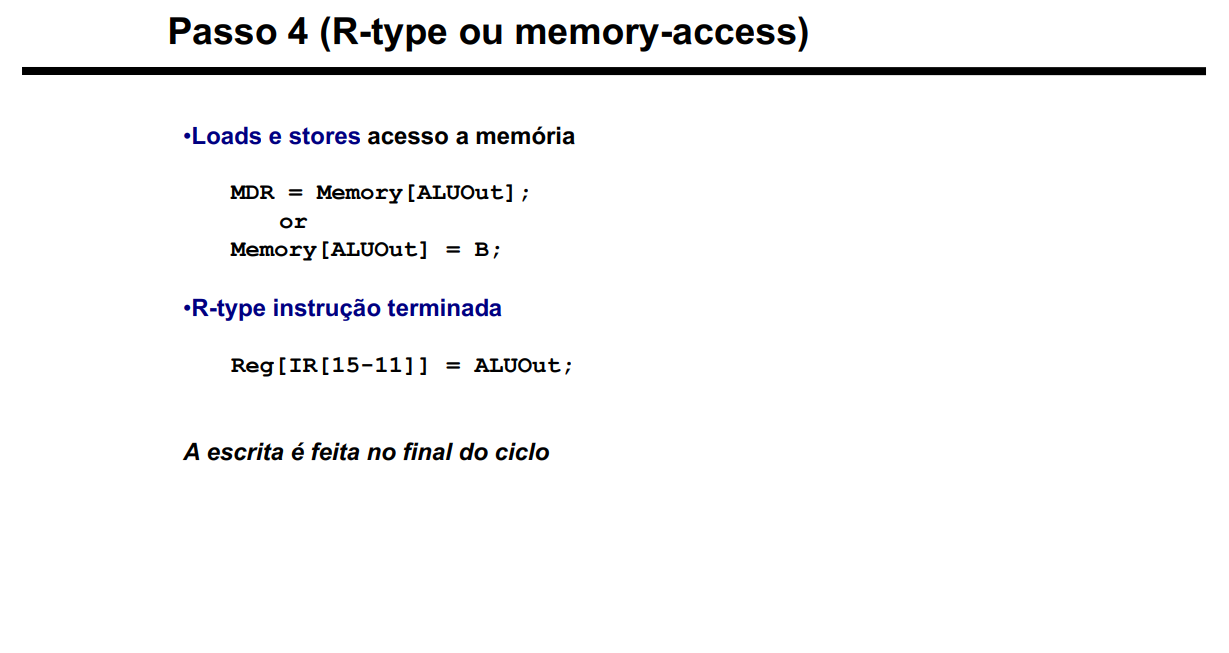 Passo 4 (R-type ou memory-access)
•Loads e stores acesso a memória
MDR = Memory[ALUOut];
or
Memory[ALUOut] = B;
•R-type instrução terminada
Reg[IR[15-11]] = ALUOut;
A escrita é feita no final do ciclo